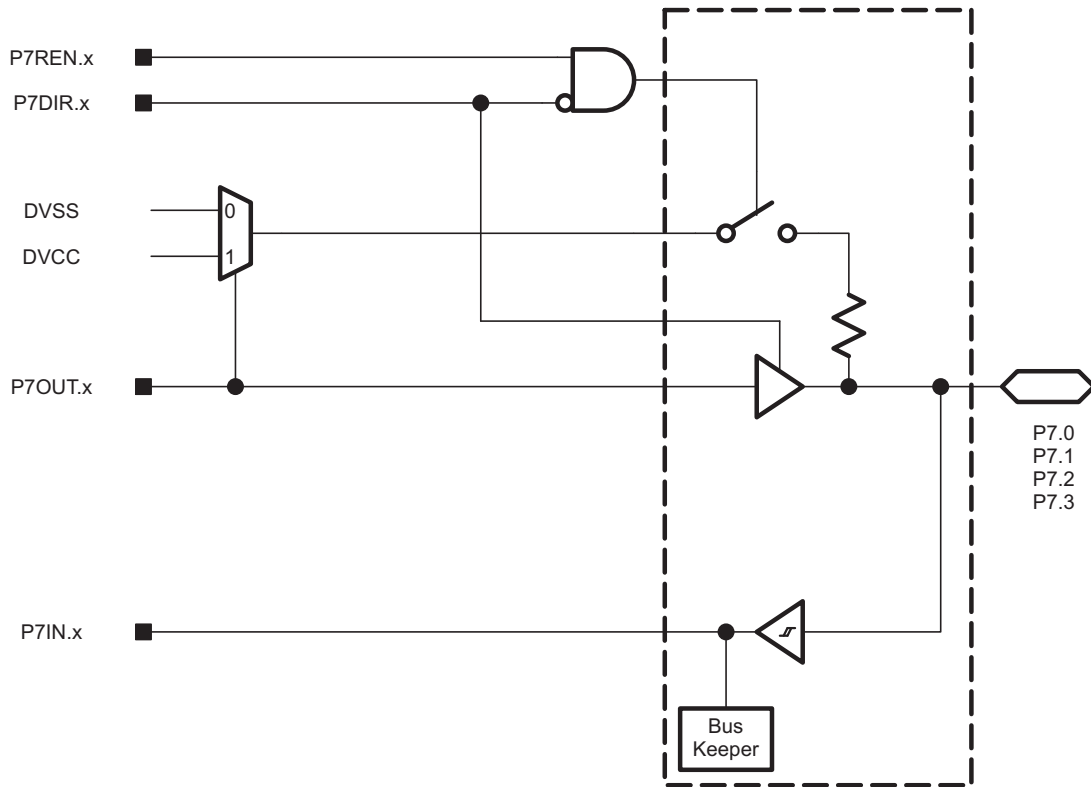 P7REN.x
P7DIR.x
DVSS
0
DVCC
1
P7OUT.x
P7.0
P7.1
P7.2
P7.3
P7IN.x
Bus
Keeper